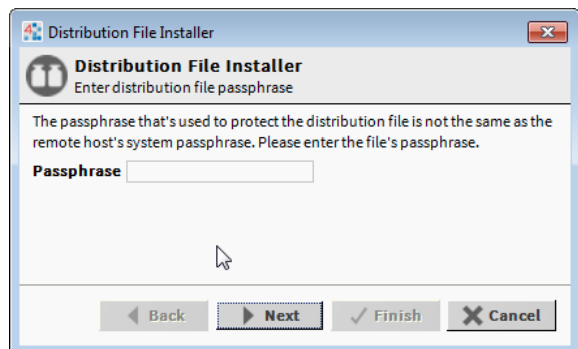 Distribution File Installer
Distribution File Installer
Enter distribution file passphrase
The passphrase that's used to protect the distribution file is not the same as the
remote host's system passphrase. Please enter the file's passphrase.
Passphrase
Back Next Finish Cancel